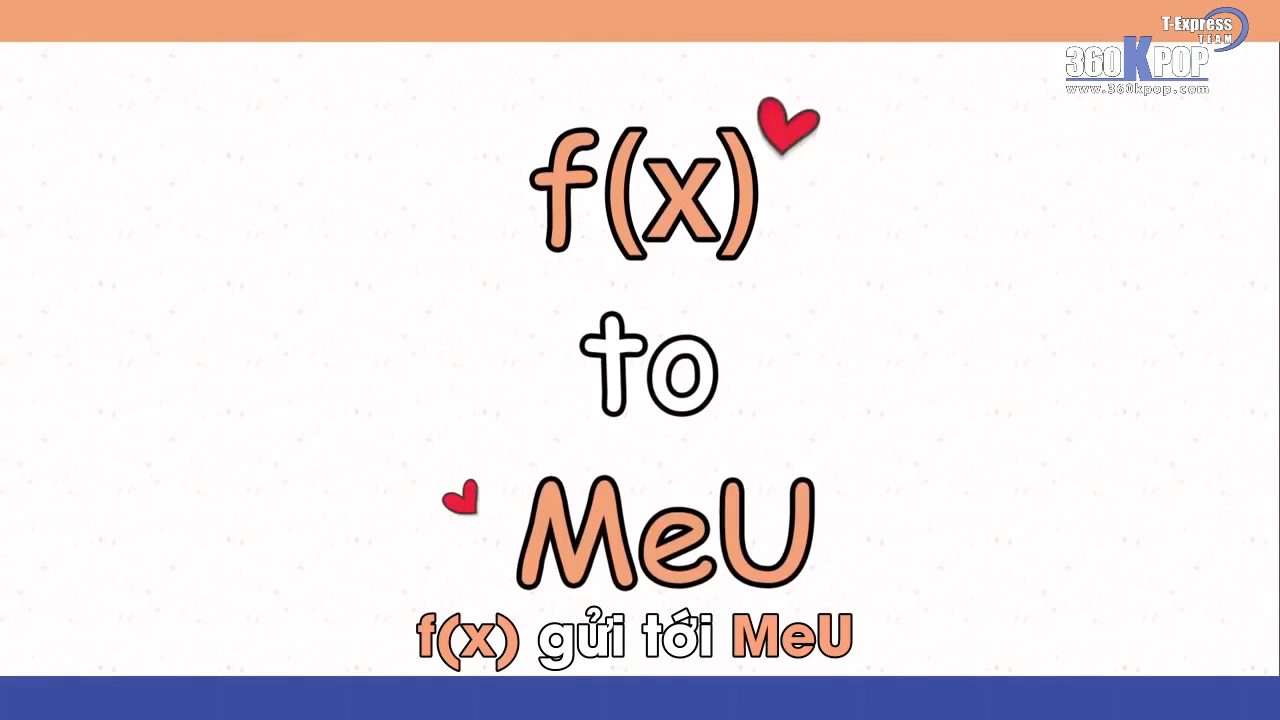 T-Express
TEAM
360KPOP
www.360kpop.com
f(x)
to
MeU
f(x) gửi tới MeU